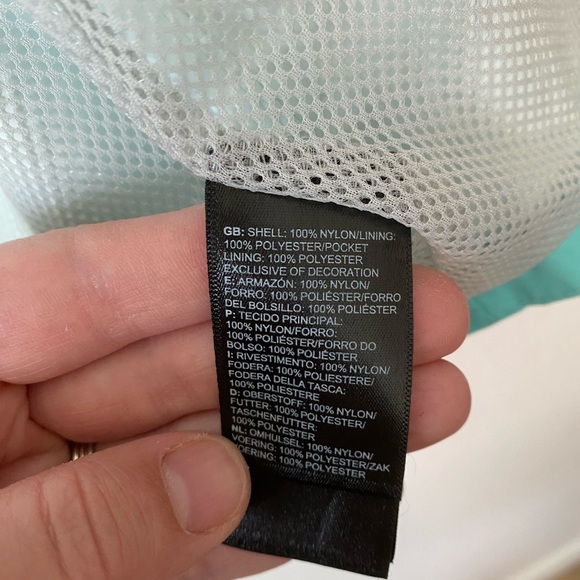 GB: SHELL: 100% NYLON/LINING:
100% POLYESTER/POCKET
LINING: 100% POLYESTER
EXCLUSIVE OF DECORATION
E: ARMAZÓN: 100% NYLON/
FORRO: 100% POLIÉSTER/FORRO
DEL BOLSILLO: 100% POLIÉSTER
P: TECIDO PRINCIPAL:
100% NYLON/FORRO:
100% POLIÉSTER/FORRO DO
BOLSO: 100% POLIÉSTER
I: RIVESTIMENTO: 100% NYLON/
FODERA: 100% POLIESTERE/
FODERA DELLA TASCA:
100% POLIESTERE
D: OBERSTOFF: 100% NYLON/
FUTTER: 100% POLYESTER/
TASCHENFUTTER:
100% POLYESTER
NL: OMHULSEL: 100% NYLON/
VOERING: 100% POLYESTER/ZAK
VOERING: 100% POLYESTER